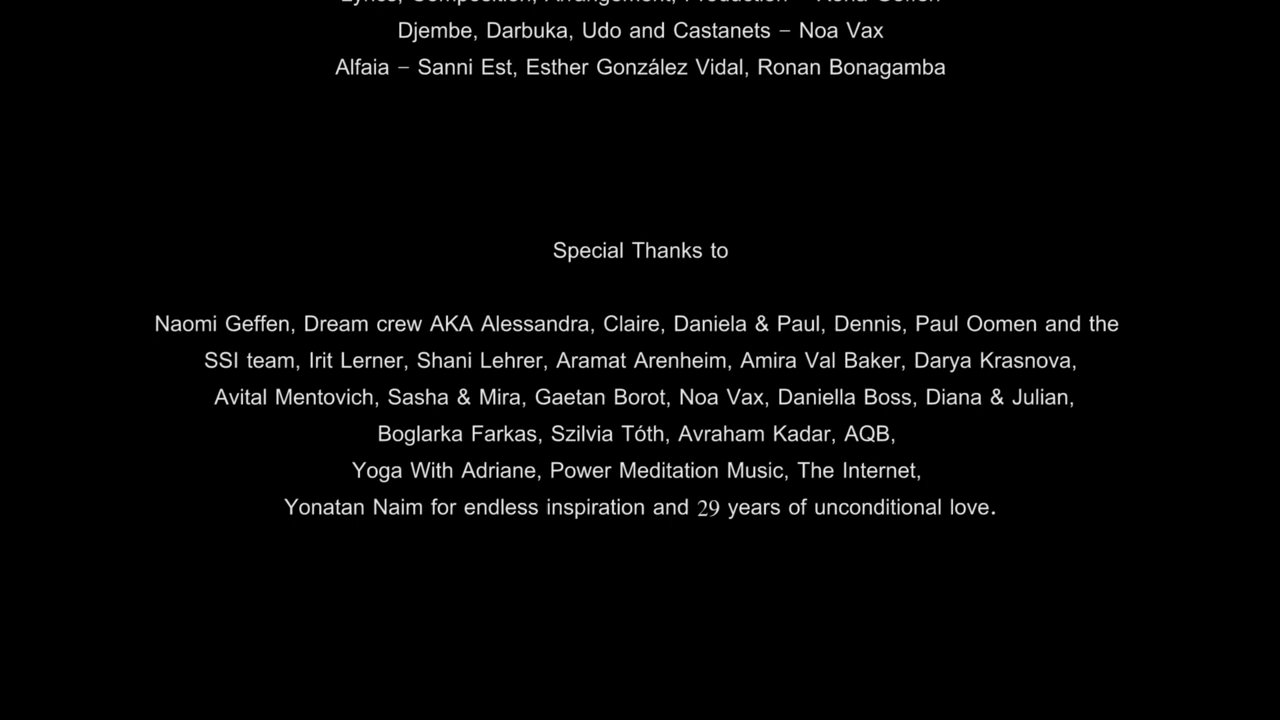 Lyrics, Composition, Arrangement, Production –
Djembe, Darbuka, Udo and Castanets – Noa Vax
Alfaia – Sanni Est, Esther González Vidal, Ronan Bonagamba
Special Thanks to
Naomi Geffen, Dream crew AKA Alessandra, Claire, Daniela & Paul, Dennis, Paul Oomen and the
SSI team, Irit Lerner, Shani Lehrer, Aramat Arenheim, Amira Val Baker, Darya Krasnova,
Avital Mentovich, Sasha & Mira, Gaetan Borot, Noa Vax, Daniella Boss, Diana & Julian,
Boglarka Farkas, Szilvia Tóth, Avraham Kadar, AQB,
Yoga With Adriane, Power Meditation Music, The Internet,
Yonatan Naim for endless inspiration and 29 years of unconditional love.